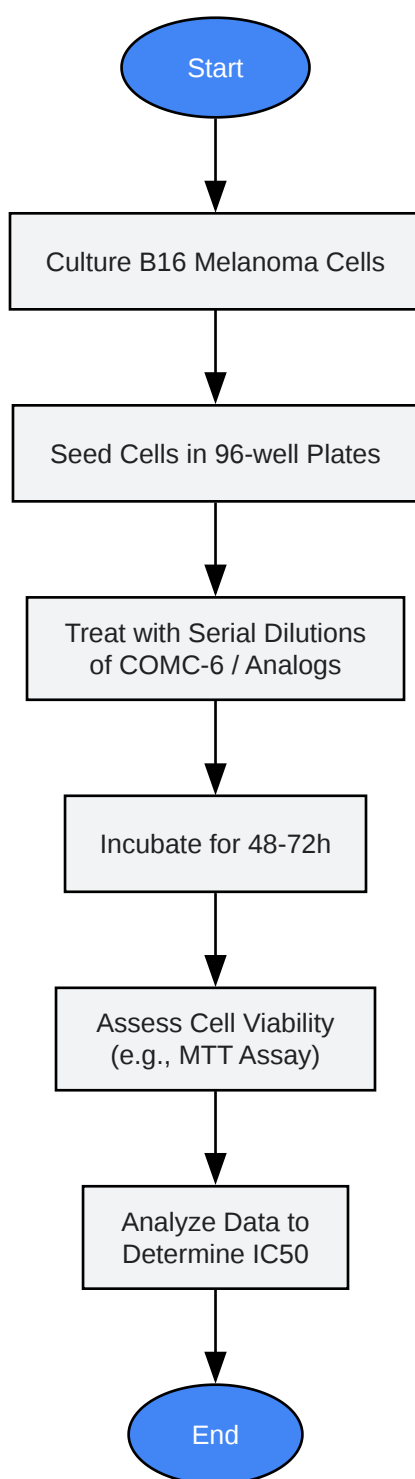 Start
Culture B16 Melanoma Cells
Seed Cells in 96-well Plates
Treat with Serial Dilutions
of COMC-6 / Analogs
Incubate for 48-72h
Assess Cell Viability
(e.g., MTT Assay)
Analyze Data to
Determine IC50
End